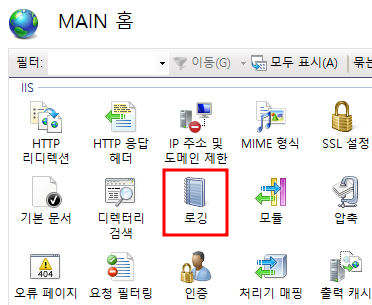 MAIN 홈
필터: 이동(G) 모두 표시(A) 묶는
IIS
HTTP 리디렉션
HTTP 응답 헤더
IP 주소 및 도메인 제한
MIME 형식
SSL 설정
기본 문서
디렉터리 검색
로깅
모듈
압축
404
오류 페이지
요청 필터링
인증
처리기 매핑
출력 캐시